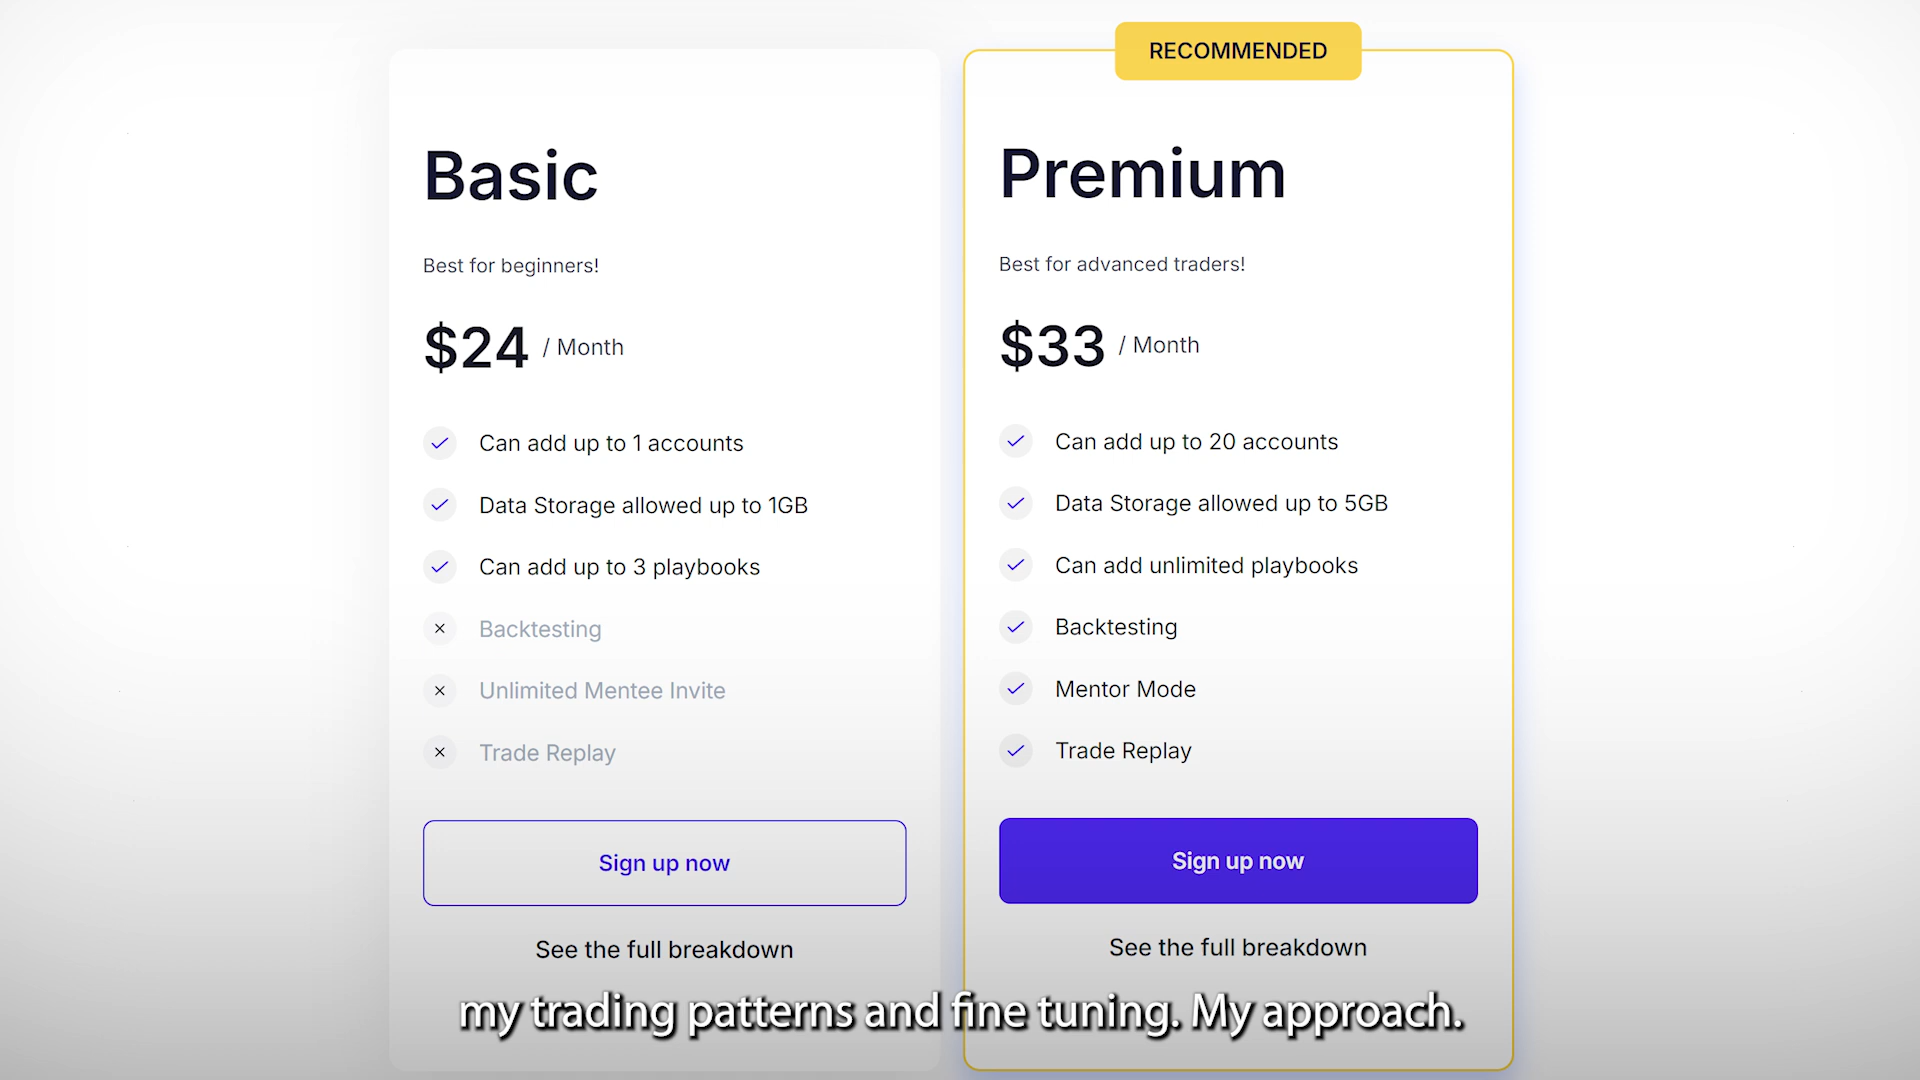 Basic
Best for beginners!
$24 / Month
Can add up to 1 accounts
Data Storage allowed up to 1GB
Can add up to 3 playbooks
Backtesting
Unlimited Mentee Invite
Trade Replay
Sign up now
See the full breakdown
RECOMMENDED
Premium
Best for advanced traders!
$33 / Month
Can add up to 20 accounts
Data Storage allowed up to 5GB
Can add unlimited playbooks
Backtesting
Mentor Mode
Trade Replay
Sign up now
See the full breakdown
my trading patterns and fine tuning. My approach.